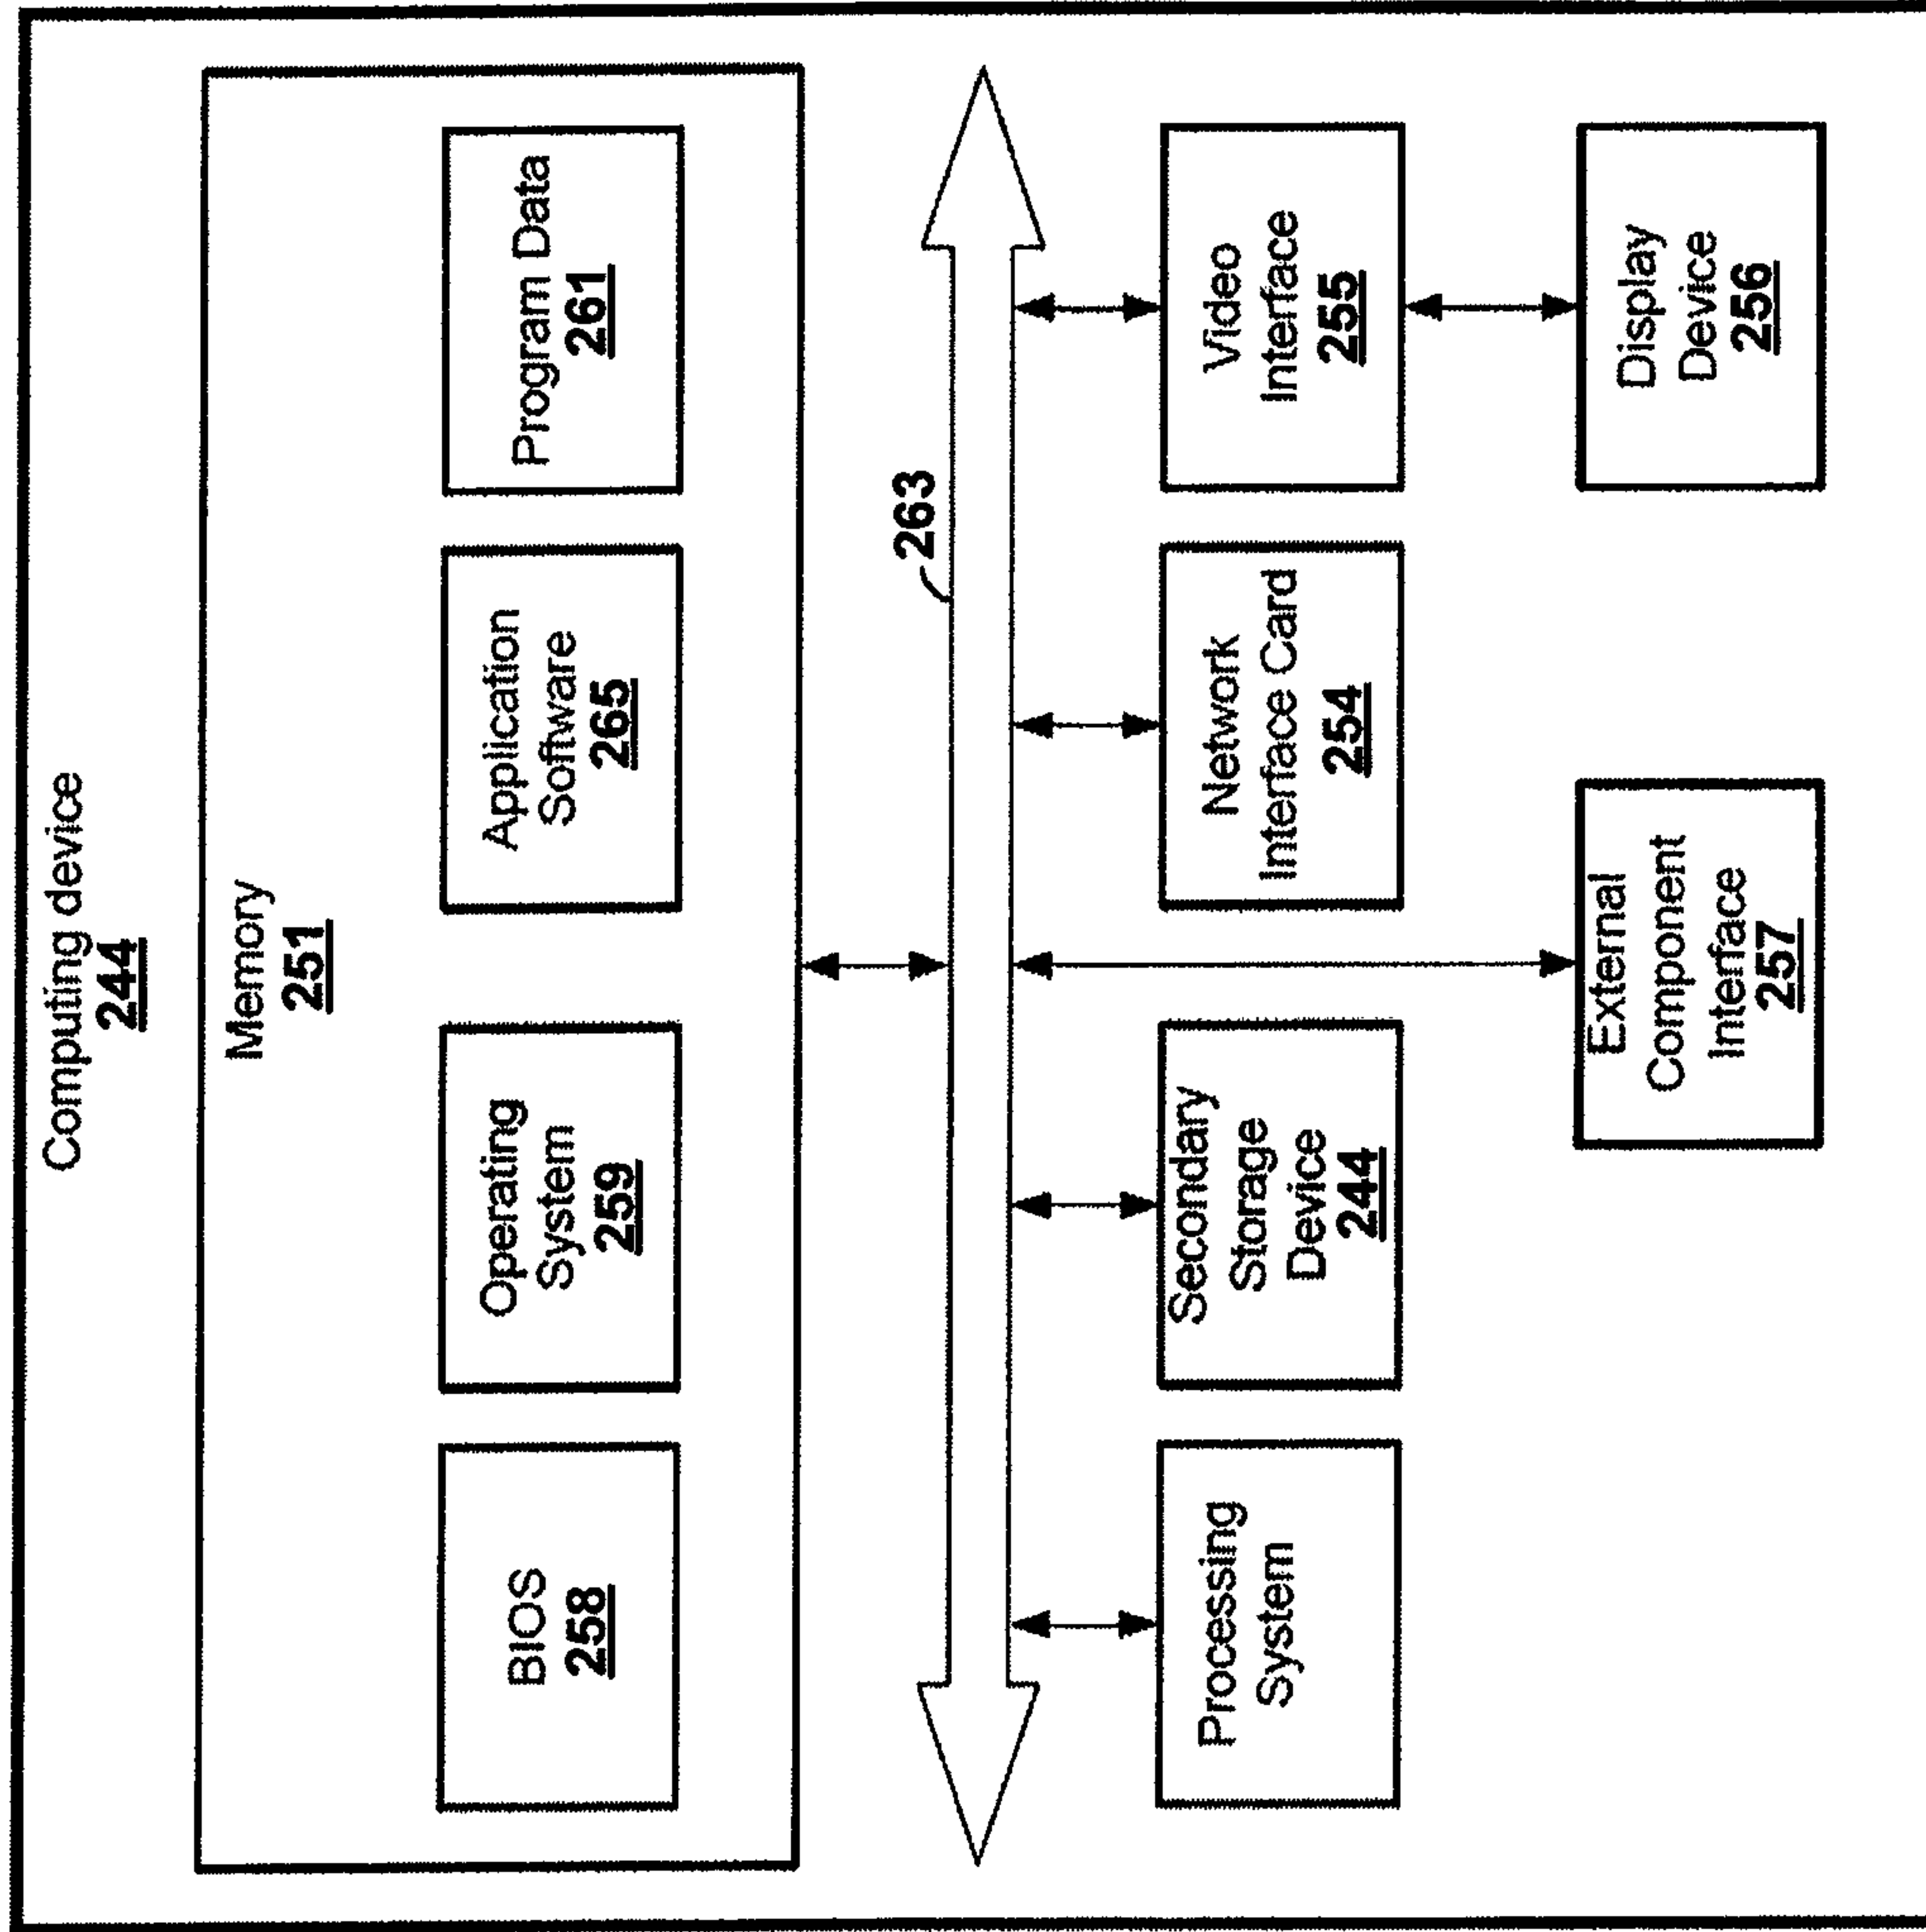 Computing device
244
Memory
251
BIOS
258
Operating
System
259
Application
Software
265
Program Data
261
263
Processing
System
Secondary
Storage
Device
244
Network
Interface Card
254
Video
Interface
255
External
Component
Interface
257
Display
Device
256